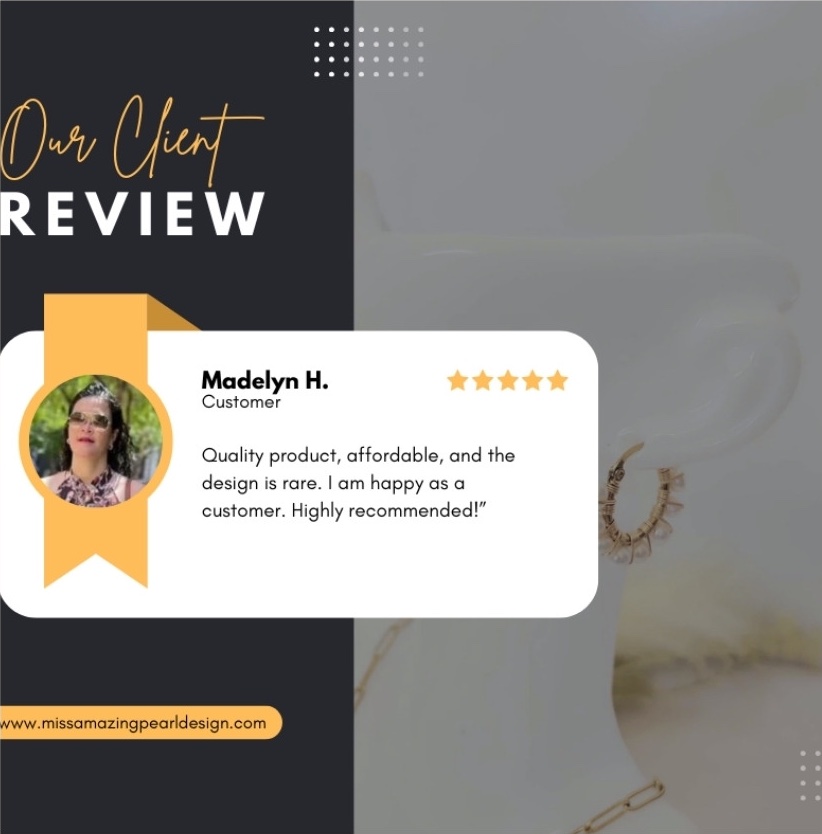 Our Client
REVIEW
Madelyn H.
Customer
Quality product, affordable, and the
design is rare. I am happy as a
customer. Highly recommended!”
www.missamazingpearldesign.com